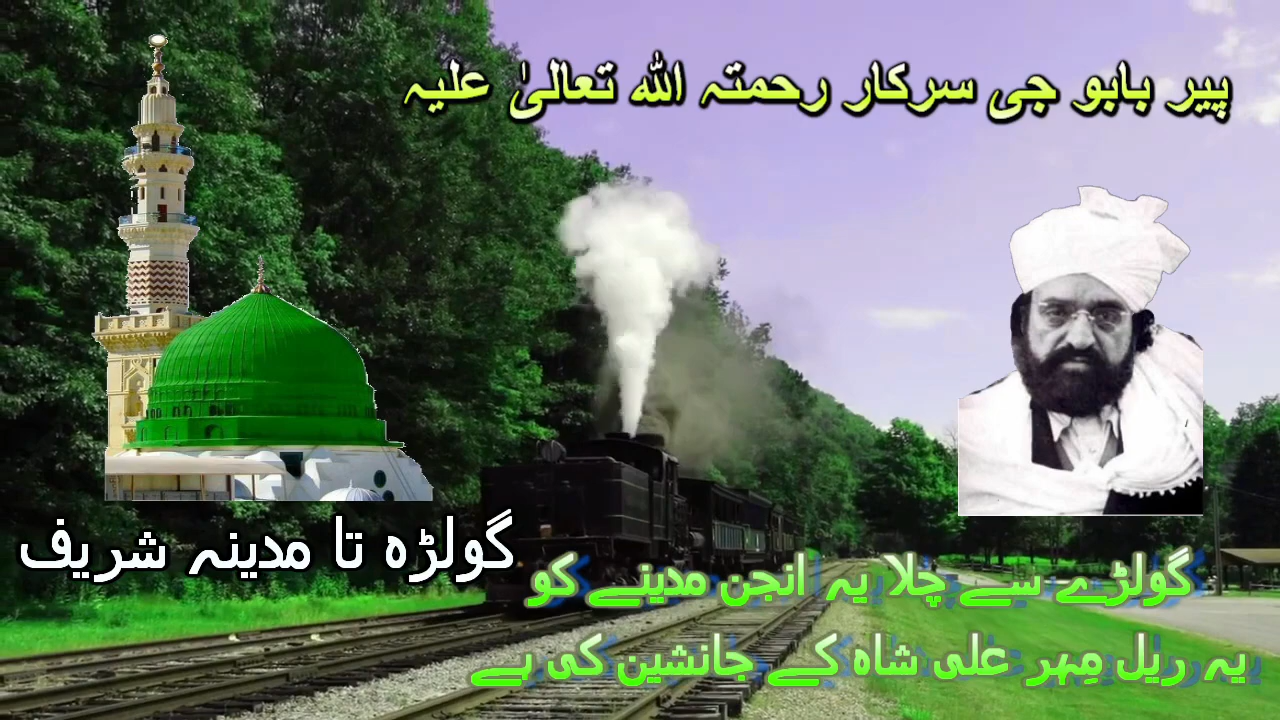 پیر بابو جی سرکار رحمتہ اللہ تعالیٰ علیہ
گولڑہ تا مدینہ شریف
گولڑے سے چلا یہ انجن مدینے کو
یہ ریل مِہر علی شاہ کے جانشین کی ہے